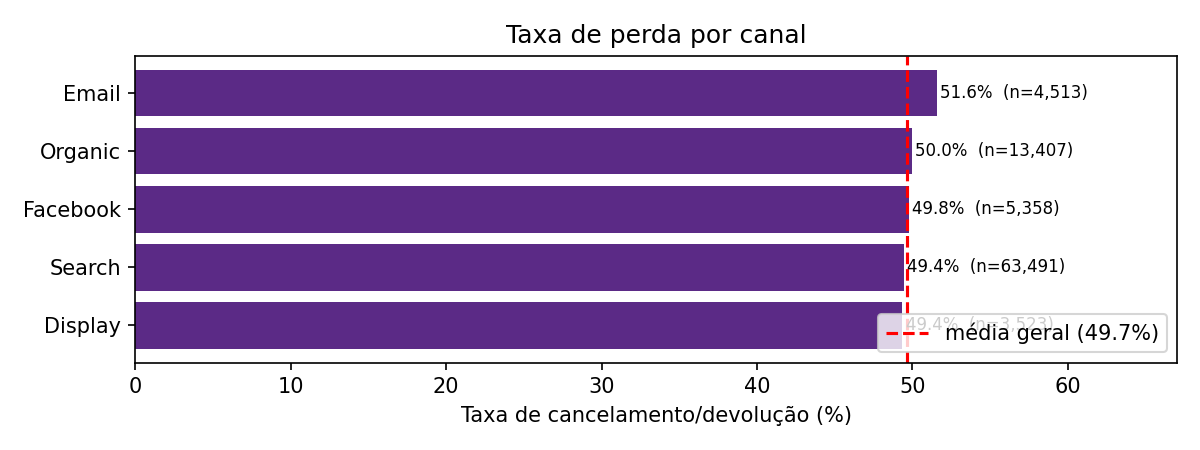 Taxa de perda por canal
Email 51.6% (n=4,513)
Organic 50.0% (n=13,407)
Facebook 49.8% (n=5,358)
Search 49.4% (n=63,491)
Display 49.4% (n=3,523)
média geral (49.7%)
0 10 20 30 40 50 60
Taxa de cancelamento/devolução (%)